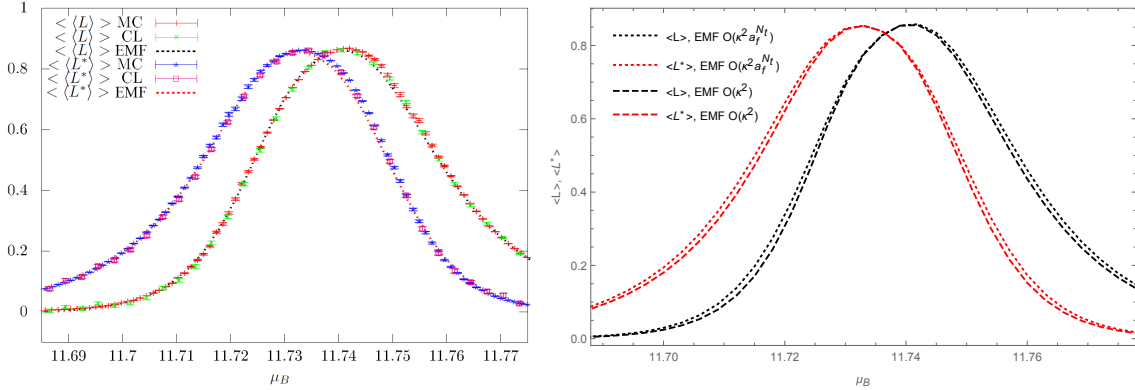 < ⟨L⟩ > MC
< ⟨L⟩ > CL
< ⟨L⟩ > EMF
< ⟨L*⟩ > MC
< ⟨L*⟩ > CL
< ⟨L*⟩ > EMF
1
0.8
0.6
0.4
0.2
0
11.69 11.7 11.71 11.72 11.73 11.74 11.75 11.76 11.77
μ_B
<L>, EMF O(κ²a_f^{N_t})
<L*>, EMF O(κ²a_f^{N_t})
<L>, EMF O(κ²)
<L*>, EMF O(κ²)
<L>, <L*>
0.8
0.6
0.4
0.2
0.0
11.70 11.72 11.74 11.76
μ_B